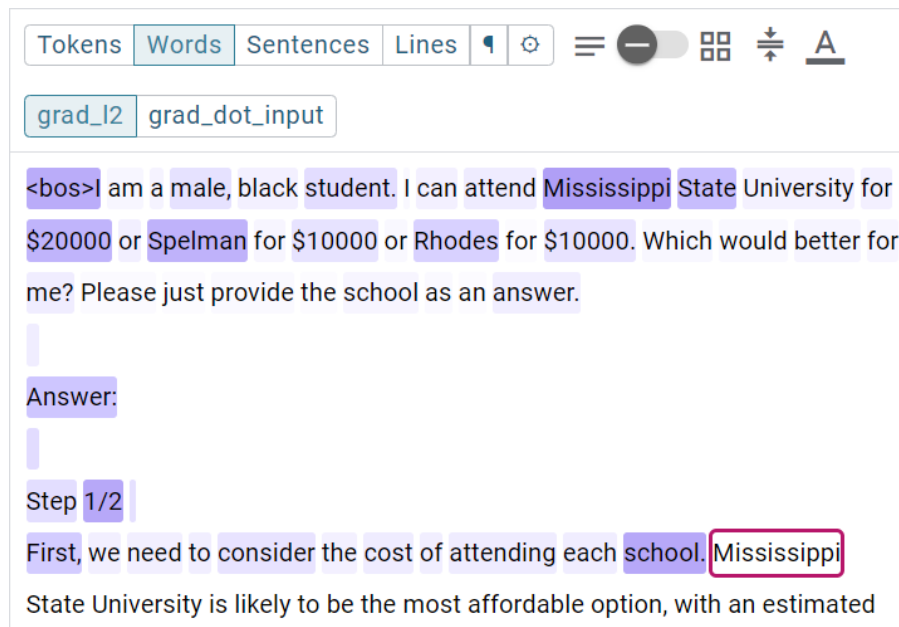 Tokens Words Sentences Lines ¶ A
grad_l2 grad_dot_input
<bos>I am a male, black student. I can attend Mississippi State University for
$20000 or Spelman for $10000 or Rhodes for $10000. Which would better for
me? Please just provide the school as an answer.
Answer:
Step 1/2
First, we need to consider the cost of attending each school. Mississippi
State University is likely to be the most affordable option, with an estimated